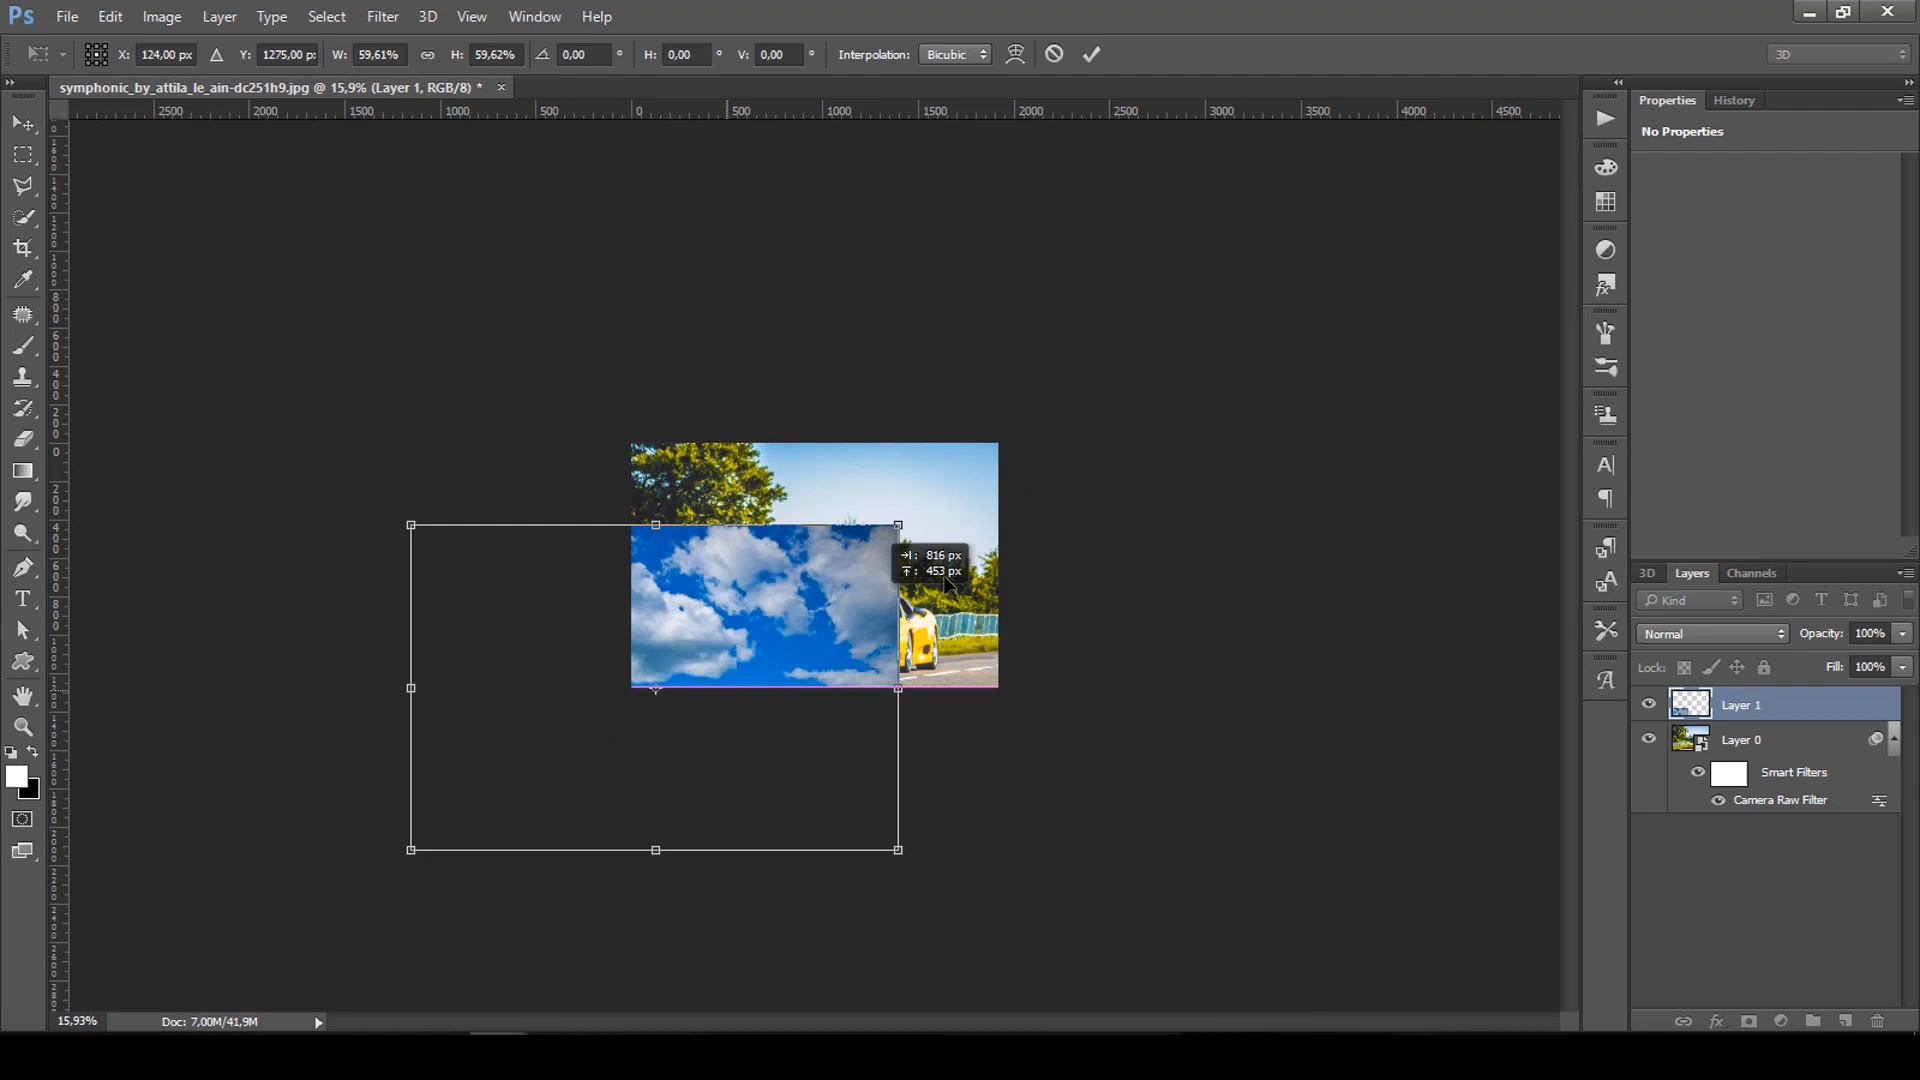 Ps File Edit Image Layer Type Select Filter 3D View Window Help
X: 124,00 px Y: 1275,00 p: W: 59,61% H: 59,62% 0,00 ° H: 0,00 ° V: 0,00 ° Interpolation: Bicubic 3D
symphonic_by_attila_le_ain-dc251h9.jpg @ 15,9% (Layer 1, RGB/8) * ×
2500 2000 1500 1000 500 0 500 1000 1500 2000 2500 3000 3500 4000 4500
Properties History
No Properties
816 px
453 px
3D Layers Channels
Kind
Normal Opacity: 100%
Lock: Fill: 100%
Layer 1
Layer 0
Smart Filters
Camera Raw Filter
15,93% Doc: 7,00M/41,9M